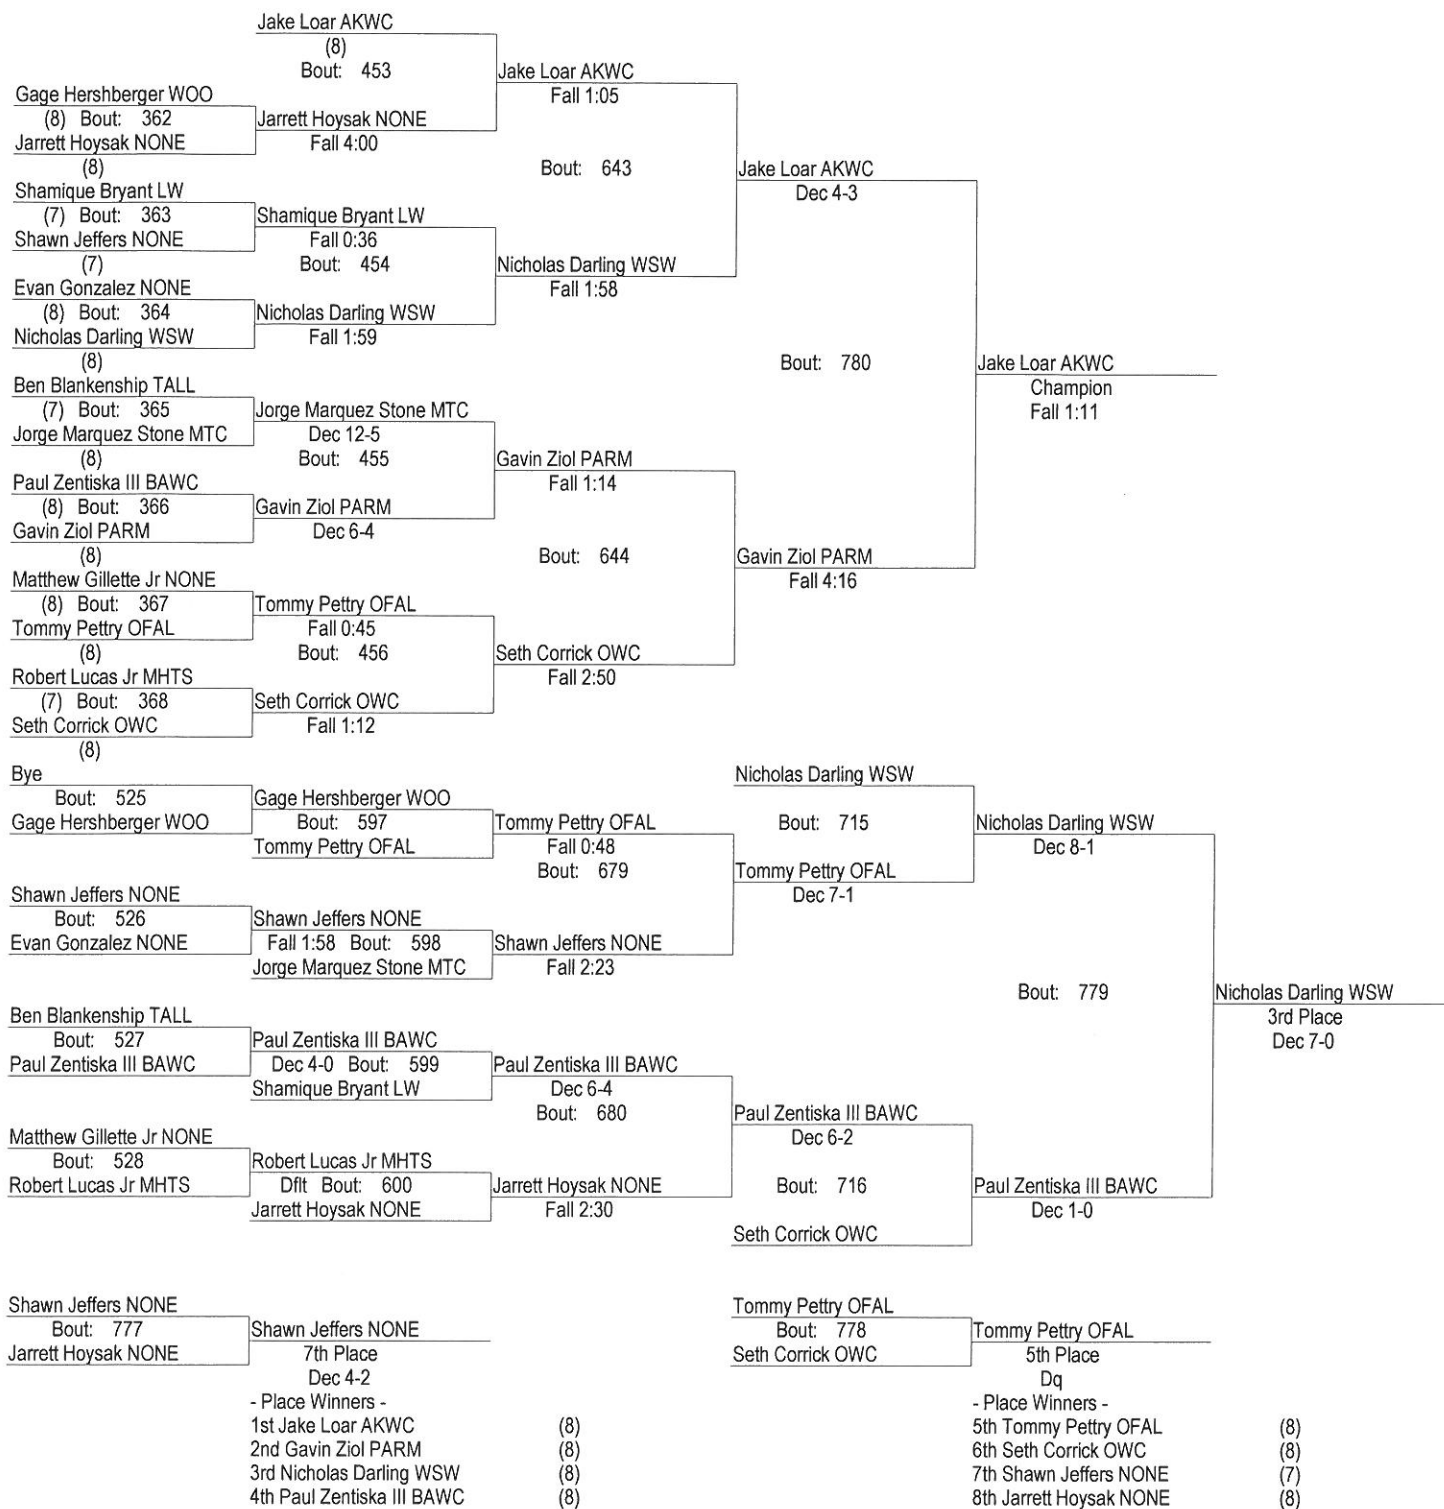 Jake Loar AKWC
(8)
Bout: 453
Jake Loar AKWC
Fall 1:05
Gage Hershberger WOO
(8) Bout: 362
Jarrett Hoysak NONE
(8)
Jarrett Hoysak NONE
Fall 4:00
Bout: 643
Jake Loar AKWC
Dec 4-3
Shamique Bryant LW
(7) Bout: 363
Shawn Jeffers NONE
(7)
Shamique Bryant LW
Fall 0:36
Bout: 454
Nicholas Darling WSW
Fall 1:58
Evan Gonzalez NONE
(8) Bout: 364
Nicholas Darling WSW
(8)
Nicholas Darling WSW
Fall 1:59
Bout: 780
Jake Loar AKWC
Champion
Fall 1:11
Ben Blankenship TALL
(7) Bout: 365
Jorge Marquez Stone MTC
(8)
Jorge Marquez Stone MTC
Dec 12-5
Bout: 455
Gavin Ziol PARM
Fall 1:14
Paul Zentiska III BAWC
(8) Bout: 366
Gavin Ziol PARM
(8)
Gavin Ziol PARM
Dec 6-4
Bout: 644
Gavin Ziol PARM
Fall 4:16
Matthew Gillette Jr NONE
(8) Bout: 367
Tommy Pettry OFAL
(8)
Tommy Pettry OFAL
Fall 0:45
Bout: 456
Seth Corrick OWC
Fall 2:50
Robert Lucas Jr MHTS
(7) Bout: 368
Seth Corrick OWC
(8)
Seth Corrick OWC
Fall 1:12
Bye
Bout: 525
Gage Hershberger WOO
Gage Hershberger WOO
Bout: 597
Tommy Pettry OFAL
Tommy Pettry OFAL
Fall 0:48
Bout: 679
Nicholas Darling WSW
Bout: 715
Tommy Pettry OFAL
Dec 7-1
Nicholas Darling WSW
Dec 8-1
Shawn Jeffers NONE
Bout: 526
Evan Gonzalez NONE
Shawn Jeffers NONE
Fall 1:58 Bout: 598
Jorge Marquez Stone MTC
Shawn Jeffers NONE
Fall 2:23
Bout: 779
Nicholas Darling WSW
3rd Place
Dec 7-0
Ben Blankenship TALL
Bout: 527
Paul Zentiska III BAWC
Paul Zentiska III BAWC
Dec 4-0 Bout: 599
Shamique Bryant LW
Paul Zentiska III BAWC
Dec 6-4
Bout: 680
Paul Zentiska III BAWC
Dec 6-2
Bout: 716
Seth Corrick OWC
Paul Zentiska III BAWC
Dec 1-0
Matthew Gillette Jr NONE
Bout: 528
Robert Lucas Jr MHTS
Robert Lucas Jr MHTS
Dflt Bout: 600
Jarrett Hoysak NONE
Jarrett Hoysak NONE
Fall 2:30
Shawn Jeffers NONE
Bout: 777
Jarrett Hoysak NONE
Shawn Jeffers NONE
7th Place
Dec 4-2
Tommy Pettry OFAL
Bout: 778
Seth Corrick OWC
Tommy Pettry OFAL
5th Place
Dq
- Place Winners -
1st Jake Loar AKWC (8)
2nd Gavin Ziol PARM (8)
3rd Nicholas Darling WSW (8)
4th Paul Zentiska III BAWC (8)
- Place Winners -
5th Tommy Pettry OFAL (8)
6th Seth Corrick OWC (8)
7th Shawn Jeffers NONE (7)
8th Jarrett Hoysak NONE (8)